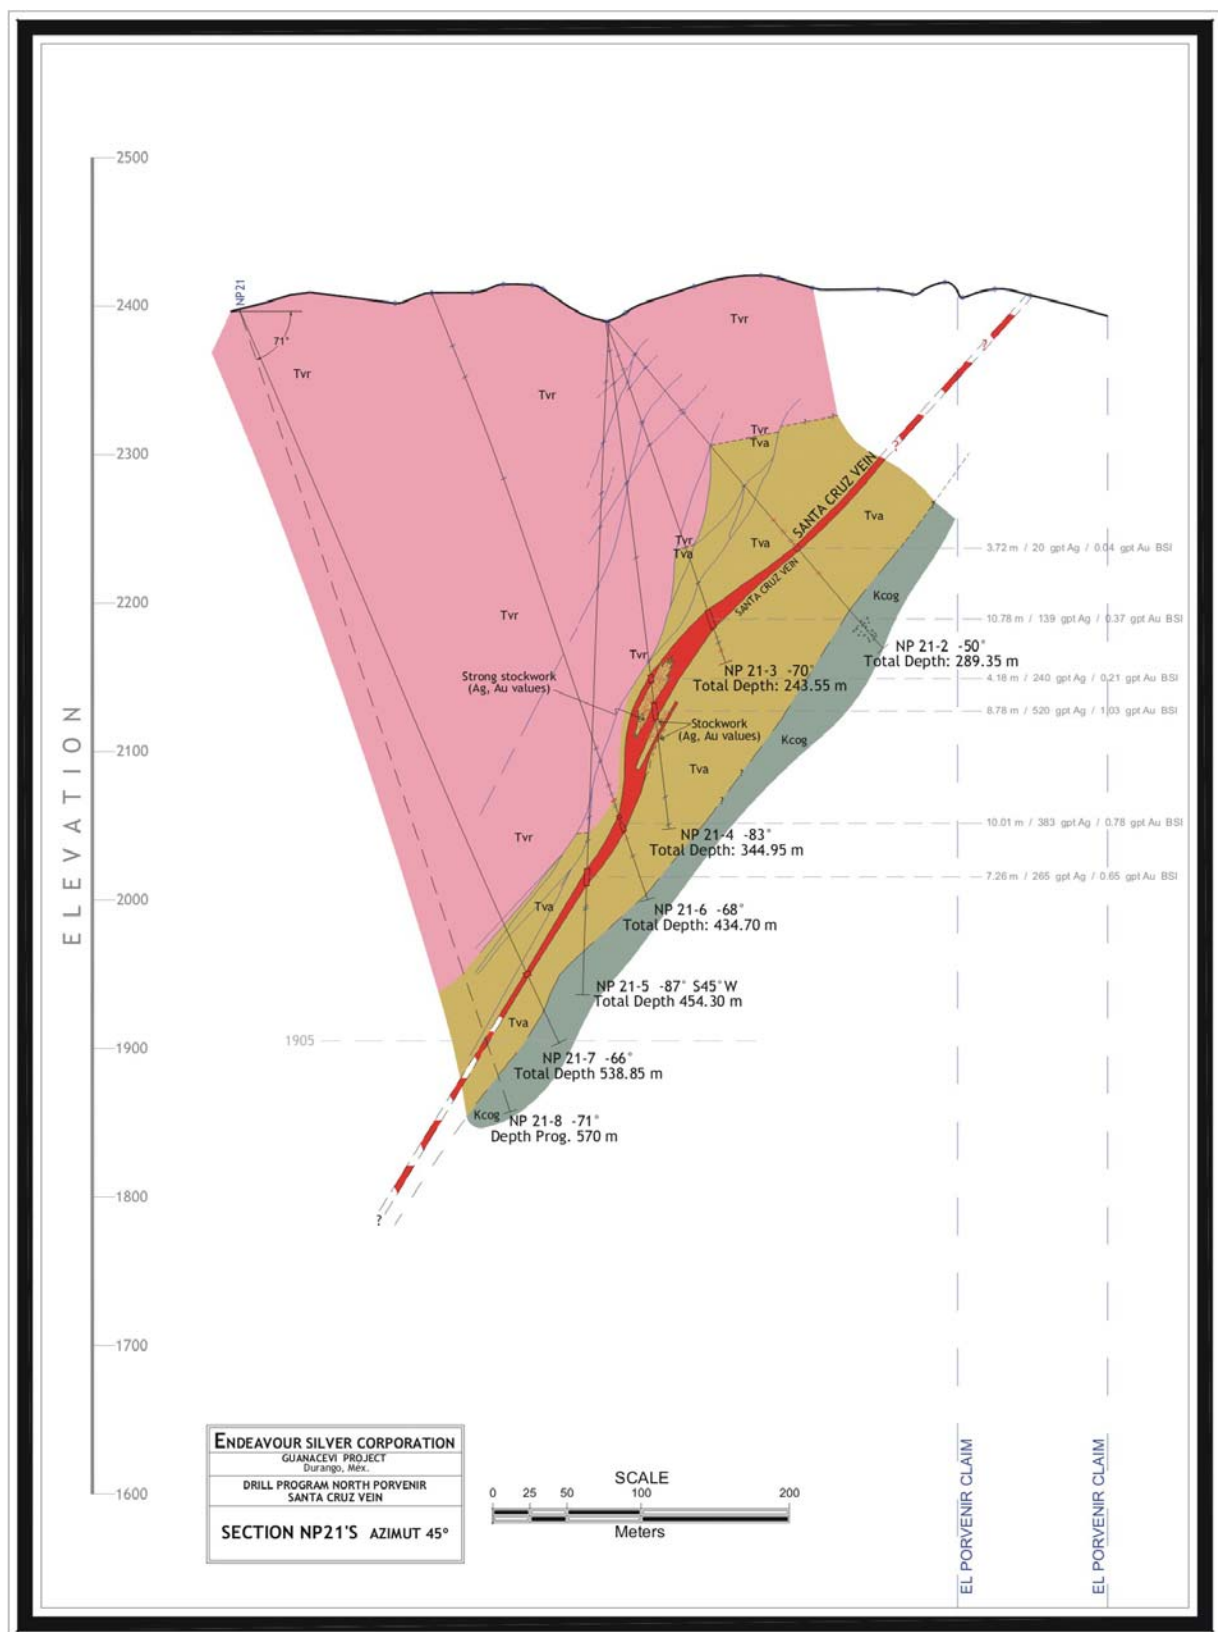 2500
2400
2300
2200
2100
2000
1900
1800
1700
1600
ELEVATION
NP21
71°
Tvr
Tvr
Tvr
Tvr
Tva
SANTA CRUZ VEIN
Tva
Tvr
Tva
Tva
3.72 m / 20 gpt Ag / 0.04 gpt Au BSI
SANTA CRUZ VEIN
Kcog
Tvr
10.78 m / 139 gpt Ag / 0.37 gpt Au BSI
NP 21-2 -50°
Total Depth: 289.35 m
Tvr
NP 21-3 -70°
Total Depth: 243.55 m
Strong stockwork
(Ag, Au values)
4.18 m / 240 gpt Ag / 0.21 gpt Au BSI
8.78 m / 520 gpt Ag / 1.03 gpt Au BSI
Stockwork
(Ag, Au values)
Kcog
Tva
?
?
10.01 m / 383 gpt Ag / 0.78 gpt Au BSI
Tvr
NP 21-4 -83°
Total Depth: 344.95 m
7.26 m / 265 gpt Ag / 0.65 gpt Au BSI
Tva
NP 21-6 -68°
Total Depth: 434.70 m
NP 21-5 -87° S45°W
Total Depth 454.30 m
Tva
1905
NP 21-7 -66°
Total Depth 538.85 m
Kcog
NP 21-8 -71°
Depth Prog. 570 m
?
ENDEAVOUR SILVER CORPORATION
GUANACEVI PROJECT
Durango, Méx.
DRILL PROGRAM NORTH PORVENIR
SANTA CRUZ VEIN
SECTION NP21'S AZIMUT 45°
SCALE
0 25 50 100 200
Meters
EL PORVENIR CLAIM
EL PORVENIR CLAIM